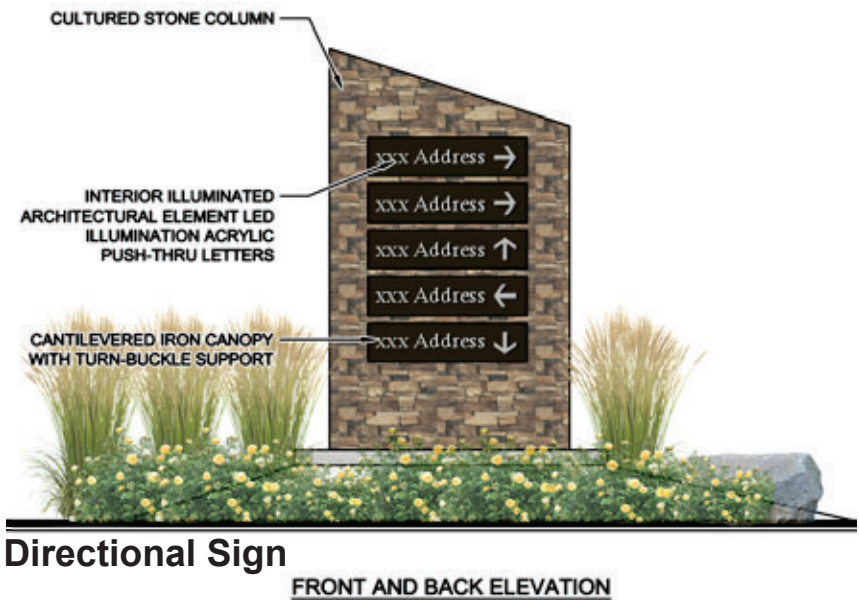 CULTURED STONE COLUMN
xxx Address →
INTERIOR ILLUMINATED
ARCHITECTURAL ELEMENT LED
ILLUMINATION ACRYLIC
PUSH-THRU LETTERS
xxx Address →
xxx Address ↑
xxx Address ←
CANTILEVERED IRON CANOPY
WITH TURN-BUCKLE SUPPORT
xxx Address ↓
Directional Sign
FRONT AND BACK ELEVATION